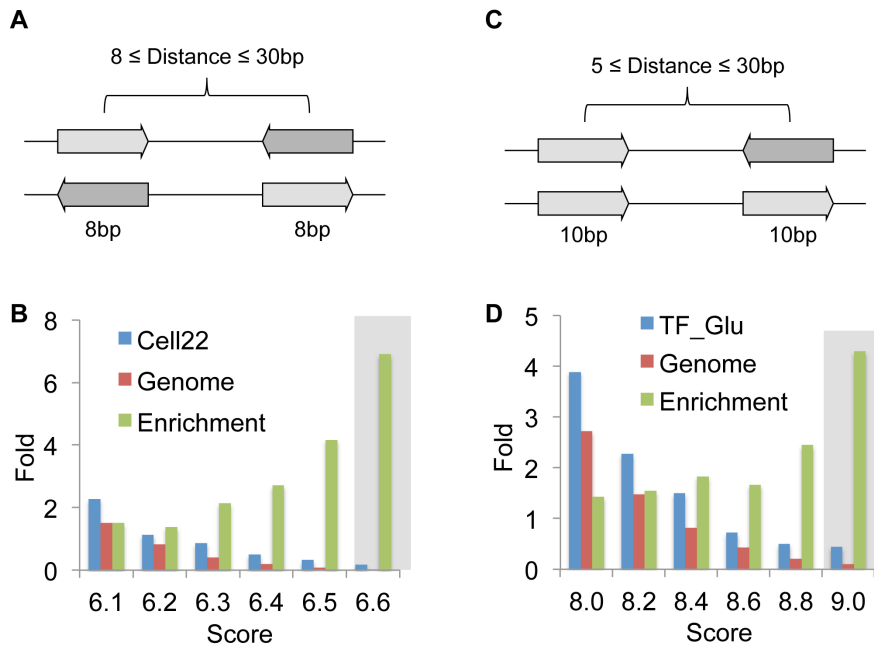 A
8 ≤ Distance ≤ 30bp
8bp 8bp
C
5 ≤ Distance ≤ 30bp
10bp 10bp
B
8
6
4
2
0
Fold
Cell22
Genome
Enrichment
6.1 6.2 6.3 6.4 6.5 6.6
Score
D
5
4
3
2
1
0
Fold
TF_Glu
Genome
Enrichment
8.0 8.2 8.4 8.6 8.8 9.0
Score